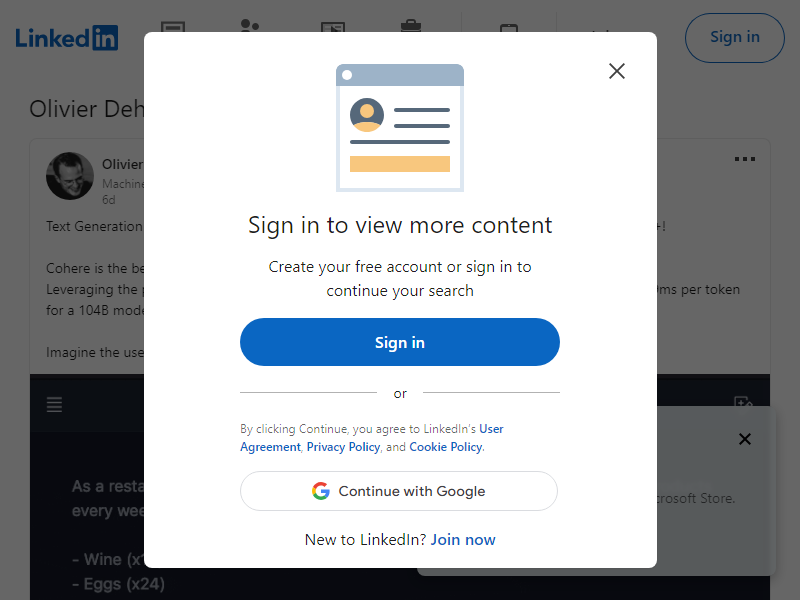 LinkedIn
Sign in
Olivier Deh
Olivier
Machine
6d
Text Generation
+!
Cohere is the be
Leveraging the
ms per token
for a 104B mode
Imagine the use
Sign in to view more content
Create your free account or sign in to
continue your search
Sign in
or
By clicking Continue, you agree to LinkedIn's User
Agreement, Privacy Policy, and Cookie Policy.
Continue with Google
New to LinkedIn? Join now
As a resta
every wee
- Wine (x
- Eggs (x24)
crosoft Store.